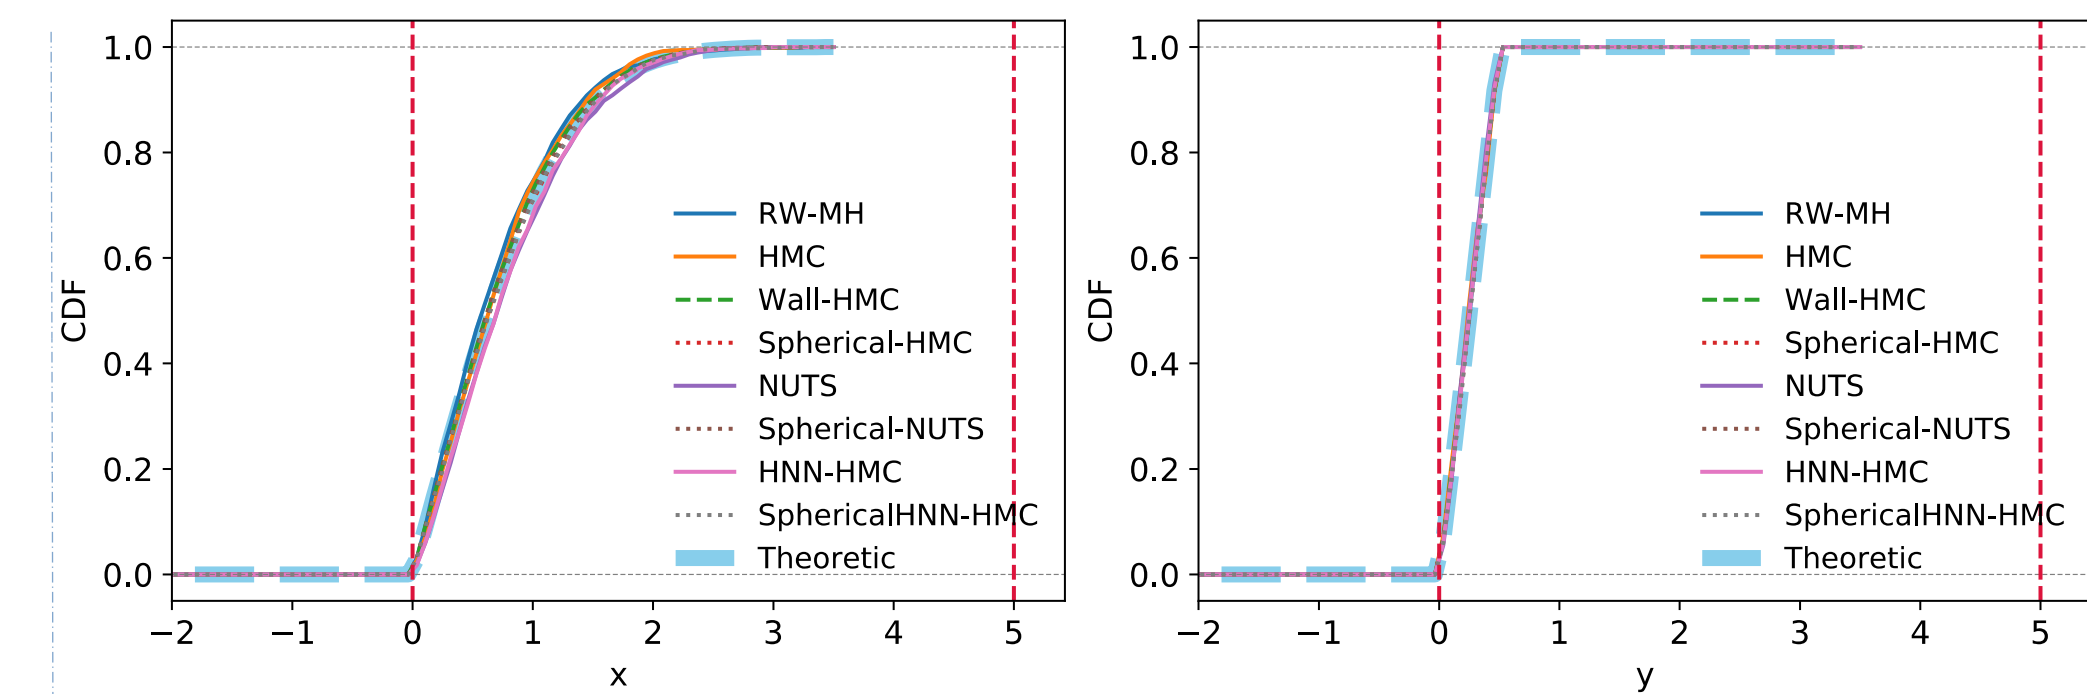 CDF
1.0
0.8
0.6
0.4
0.2
0.0
RW-MH
HMC
Wall-HMC
Spherical-HMC
NUTS
Spherical-NUTS
HNN-HMC
SphericalHNN-HMC
Theoretic
−2 −1 0 1 2 3 4 5
x
CDF
1.0
0.8
0.6
0.4
0.2
0.0
RW-MH
HMC
Wall-HMC
Spherical-HMC
NUTS
Spherical-NUTS
HNN-HMC
SphericalHNN-HMC
Theoretic
−2 −1 0 1 2 3 4 5
y